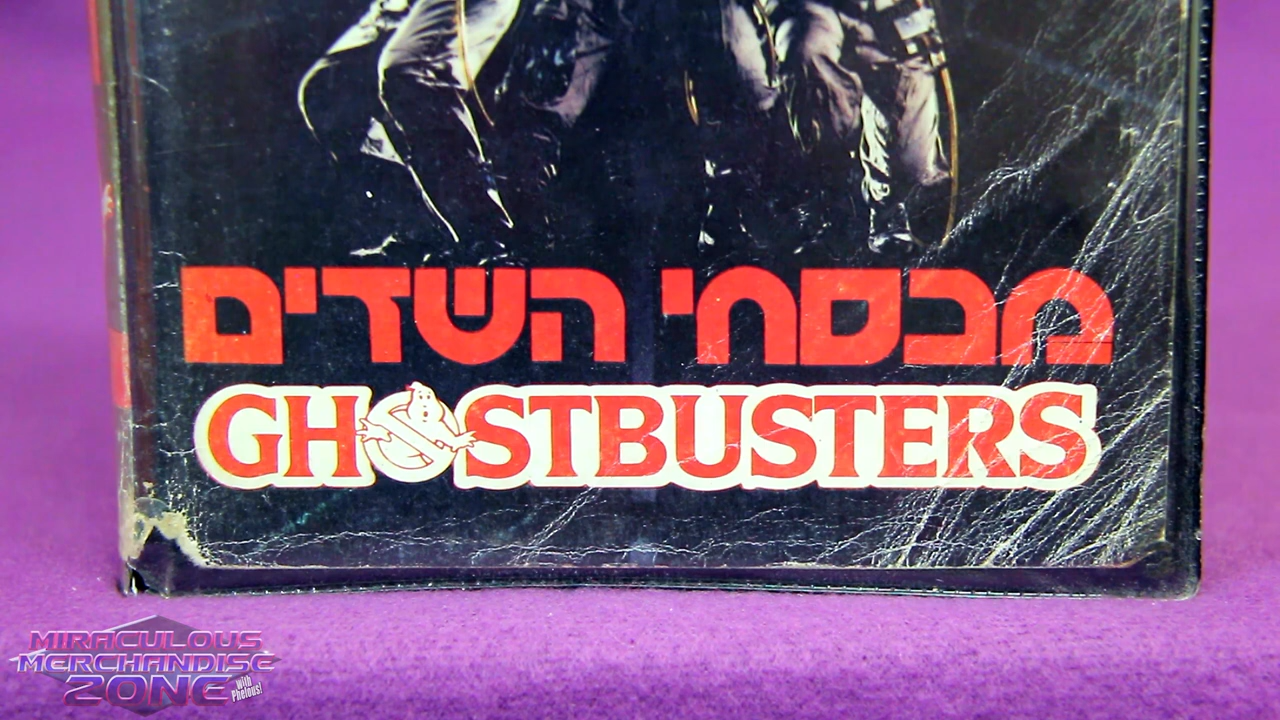 מכסחי השדים
GHOSTBUSTERS
MIRACULOUS
MERCHANDISE
ZONE with Phelous!